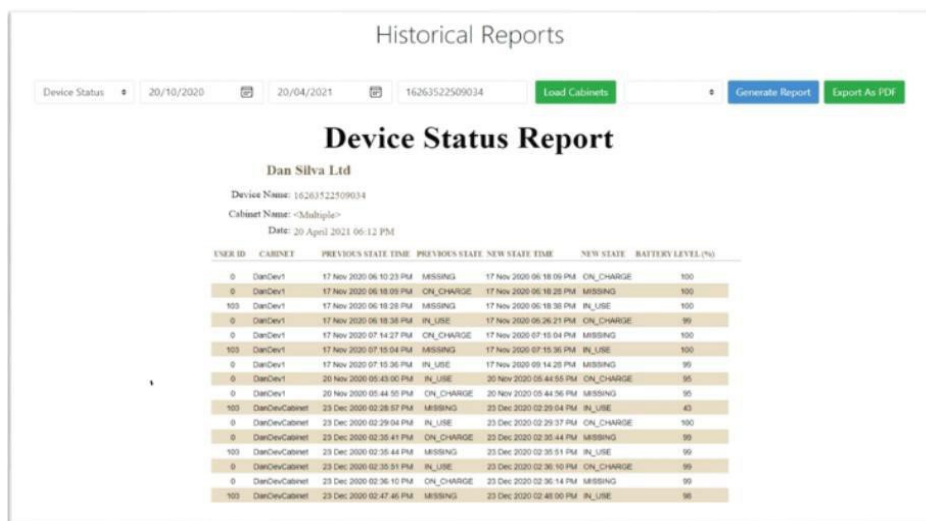 Historical Reports
Device Status 20/10/2020 20/04/2021 16263522509034 Load Cabinets Generate Report Export As PDF
Device Status Report
Dan Silva Ltd
Device Name: 16263522509034
Cabinet Name: <Multiple>
Date: 20 April 2021 06:12 PM
USER ID CABINET PREVIOUS STATE TIME PREVIOUS STATE NEW STATE TIME NEW STATE BATTERY LEVEL (%)
0 DanDev1 17 Nov 2020 06:10:23 PM MISSING 17 Nov 2020 06:18:09 PM ON_CHARGE 100
0 DanDev1 17 Nov 2020 06:18:09 PM ON_CHARGE 17 Nov 2020 06:18:28 PM MISSING 100
103 DanDev1 17 Nov 2020 06:18:28 PM MISSING 17 Nov 2020 06:18:38 PM IN_USE 100
0 DanDev1 17 Nov 2020 06:18:38 PM IN_USE 17 Nov 2020 06:26:21 PM ON_CHARGE 99
0 DanDev1 17 Nov 2020 07:14:27 PM ON_CHARGE 17 Nov 2020 07:15:04 PM MISSING 100
103 DanDev1 17 Nov 2020 07:15:04 PM MISSING 17 Nov 2020 07:15:36 PM IN_USE 100
0 DanDev1 17 Nov 2020 07:15:36 PM IN_USE 17 Nov 2020 09:14:25 PM MISSING 99
0 DanDev1 20 Nov 2020 05:43:00 PM IN_USE 20 Nov 2020 05:44:55 PM ON_CHARGE 95
0 DanDev1 20 Nov 2020 05:44:55 PM ON_CHARGE 20 Nov 2020 05:44:56 PM MISSING 95
103 DanDevCabinet 23 Dec 2020 02:28:57 PM MISSING 23 Dec 2020 02:29:04 PM IN_USE 43
0 DanDevCabinet 23 Dec 2020 02:29:04 PM IN_USE 23 Dec 2020 02:29:37 PM ON_CHARGE 100
0 DanDevCabinet 23 Dec 2020 02:35:41 PM ON_CHARGE 23 Dec 2020 02:35:44 PM MISSING 99
103 DanDevCabinet 23 Dec 2020 02:35:44 PM MISSING 23 Dec 2020 02:35:51 PM IN_USE 99
0 DanDevCabinet 23 Dec 2020 02:35:51 PM IN_USE 23 Dec 2020 02:36:10 PM ON_CHARGE 99
0 DanDevCabinet 23 Dec 2020 02:36:10 PM ON_CHARGE 23 Dec 2020 02:36:14 PM MISSING 99
103 DanDevCabinet 23 Dec 2020 02:47:46 PM MISSING 23 Dec 2020 02:48:00 PM IN_USE 98